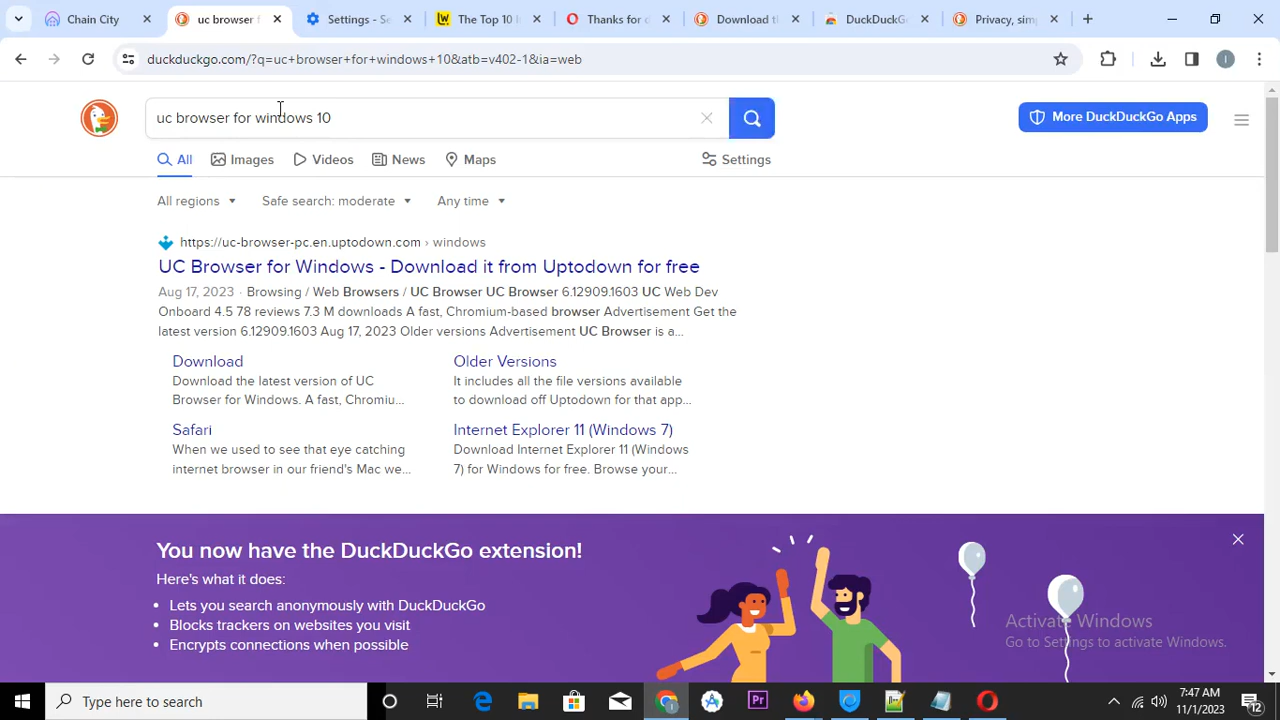 Chain City
uc browser f
Settings - Se
The Top 10
Thanks for d
Download th
DuckDuckG
Privacy, sim
duckduckgo.com/?q=uc+browser+for+windows+10&atb=v402-1&ia=web
I
uc browser for windows 10
More DuckDuckGo Apps
All
Images
Videos
News
Maps
Settings
All regions
Safe search: moderate
Any time
https://uc-browser-pc.en.uptodown.com › windows
UC Browser for Windows - Download it from Uptodown for free
Aug 17, 2023 · Browsing / Web Browsers / UC Browser UC Browser 6.12909.1603 UC Web Dev
Onboard 4.5 78 reviews 7.3 M downloads A fast, Chromium-based browser Advertisement Get the
latest version 6.12909.1603 Aug 17, 2023 Older versions Advertisement UC Browser is a...
Download
Download the latest version of UC
Browser for Windows. A fast, Chromiu...
Older Versions
It includes all the file versions available
to download off Uptodown for that app...
Safari
When we used to see that eye catching
internet browser in our friend's Mac we...
Internet Explorer 11 (Windows 7)
Download Internet Explorer 11 (Windows
7) for Windows for free. Browse your...
You now have the DuckDuckGo extension!
Here's what it does:
• Lets you search anonymously with DuckDuckGo
• Blocks trackers on websites you visit
• Encrypts connections when possible
Activate Windows
Go to Settings to activate Windows.
Type here to search
Pr
7:47 AM
11/1/2023
12